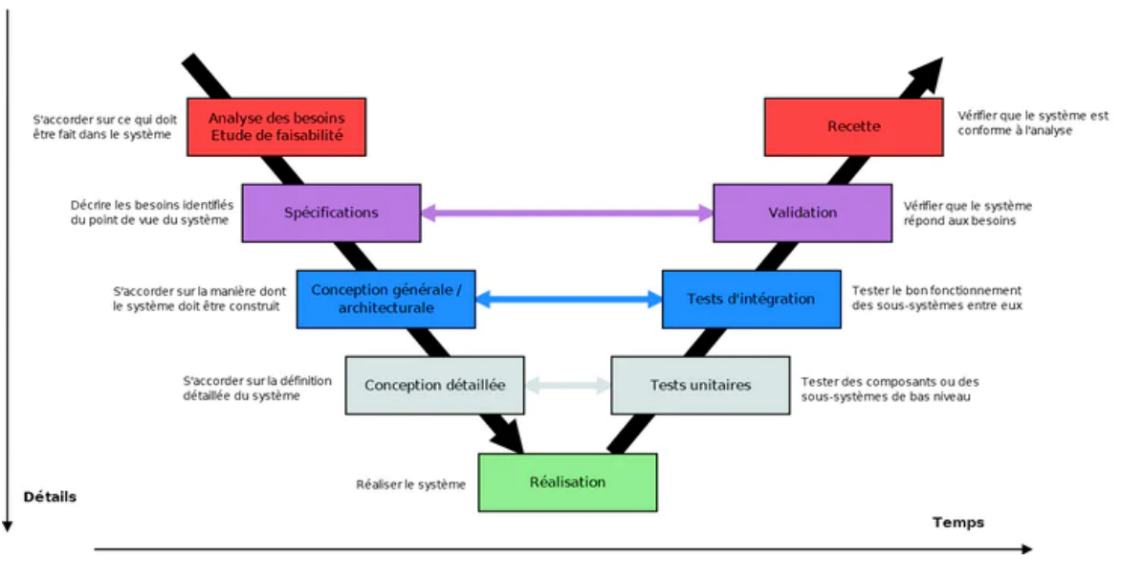 S'accorder sur ce qui doit
être fait dans le système
Analyse des besoins
Etude de faisabilité
Recette
Vérifier que le système est
conforme à l'analyse
Décrire les besoins identifiés
du point de vue du système
Spécifications
Validation
Vérifier que le système
répond aux besoins
S'accorder sur la manière dont
le système doit être construit
Conception générale /
architecturale
Tests d'intégration
Tester le bon fonctionnement
des sous-systèmes entre eux
S'accorder sur la définition
détaillée du système
Conception détaillée
Tests unitaires
Tester des composants ou des
sous-systèmes de bas niveau
Réaliser le système
Réalisation
Détails
Temps